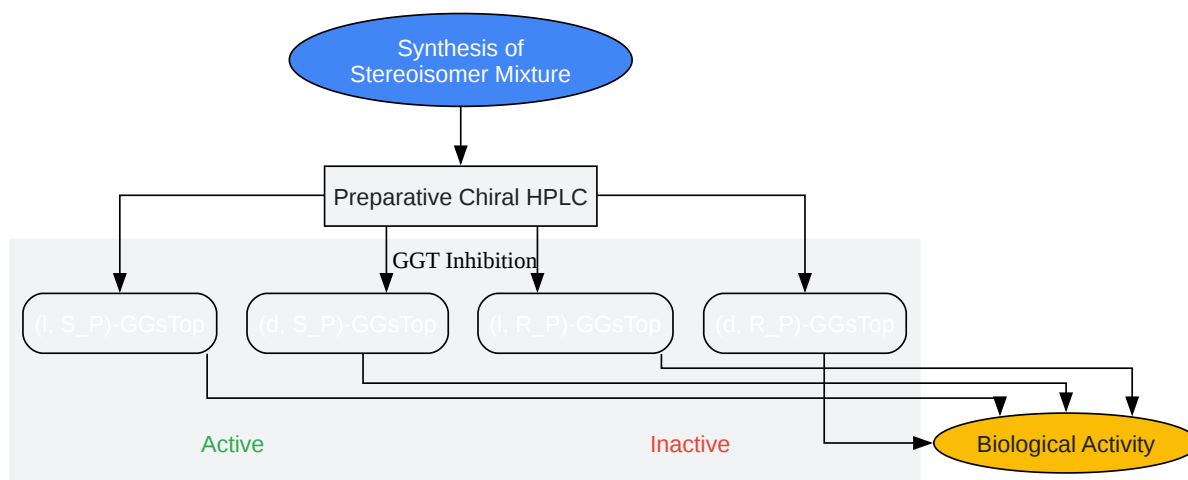 Synthesis of
Stereoisomer Mixture
Preparative Chiral HPLC
GGT Inhibition
(l, S_P)-GGsTop
(d, S_P)-GGsTop
(l, R_P)-GGsTop
(d, R_P)-GGsTop
Active
Inactive
Biological Activity